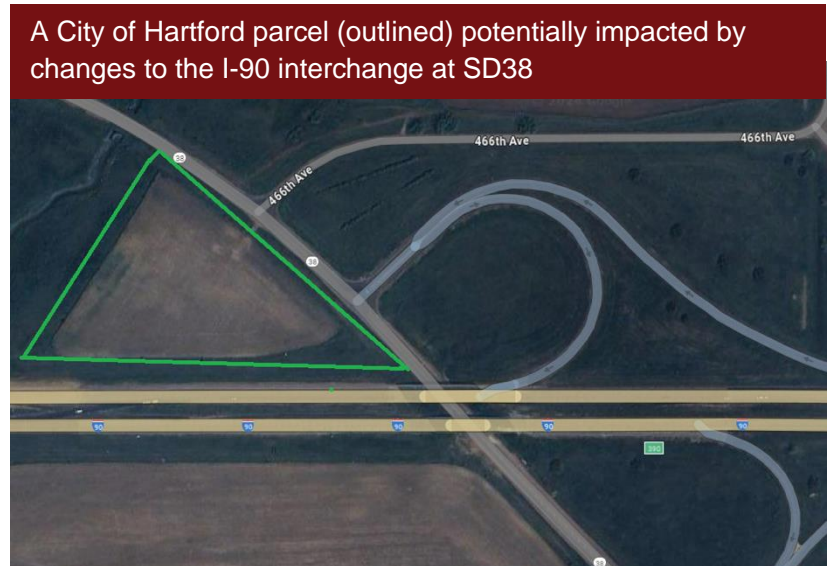 A City of Hartford parcel (outlined) potentially impacted by
changes to the I-90 interchange at SD38
466th Ave
466th Ave
38
466th Ave
38
90
90
90
90
90
390
38